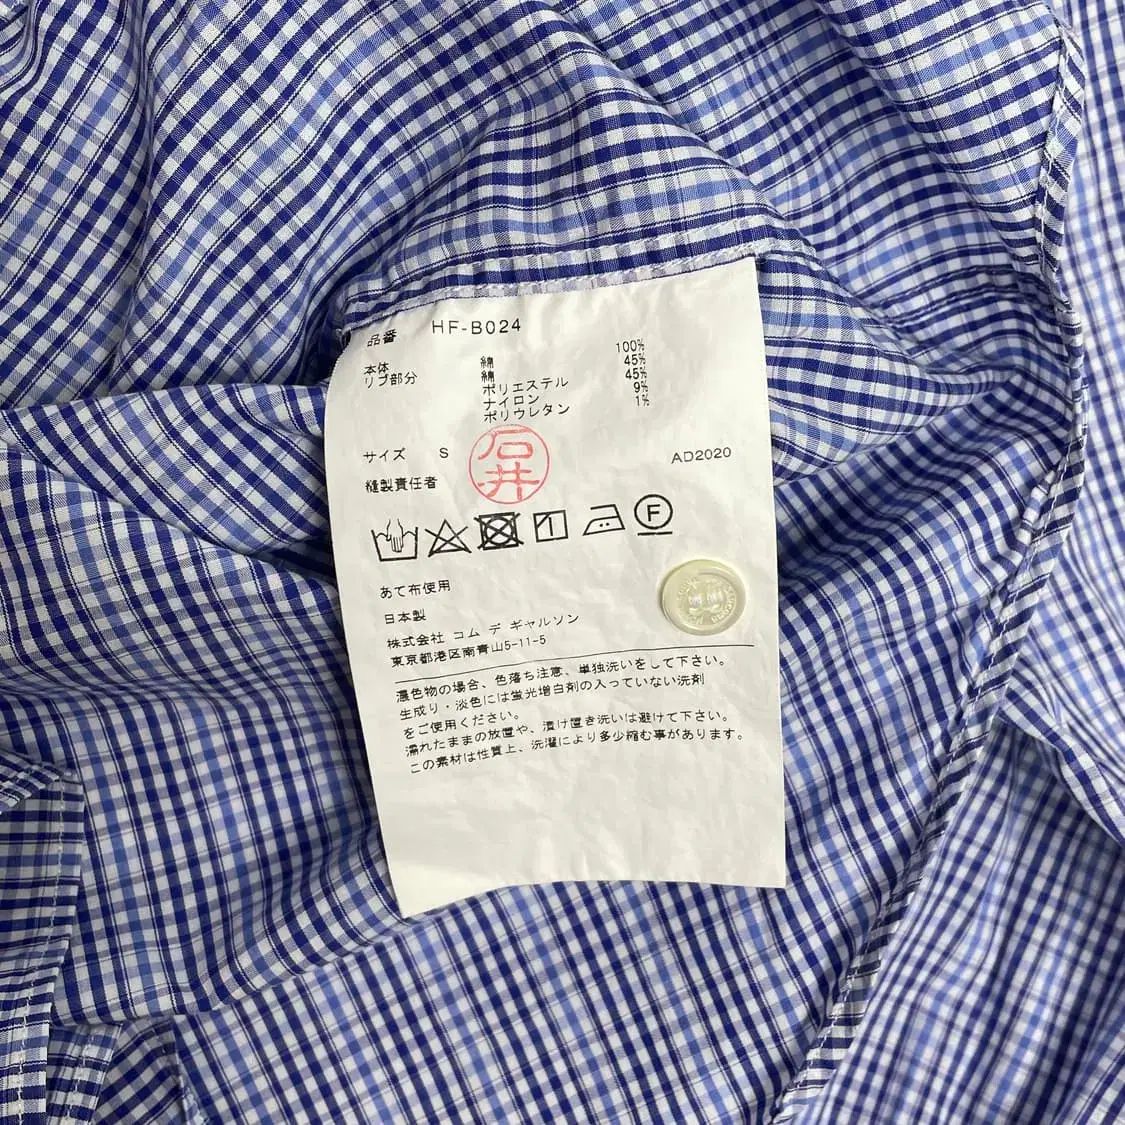 品番 HF-B024
本体 綿 100%
リブ部分 綿 45%
ポリエステル 45%
ナイロン 9%
ポリウレタン 1%
サイズ S
AD2020
縫製責任者 石井
F
あて布使用
日本製
株式会社 コム デ ギャルソン
東京都港区南青山5-11-5
濃色物の場合、色落ち注意、単独洗いをして下さい。
生成り・淡色には蛍光増白剤の入っていない洗剤
をご使用ください。
濡れたままの放置や、漬け置き洗いは避けて下さい。
この素材は性質上、洗濯により多少縮む事があります。